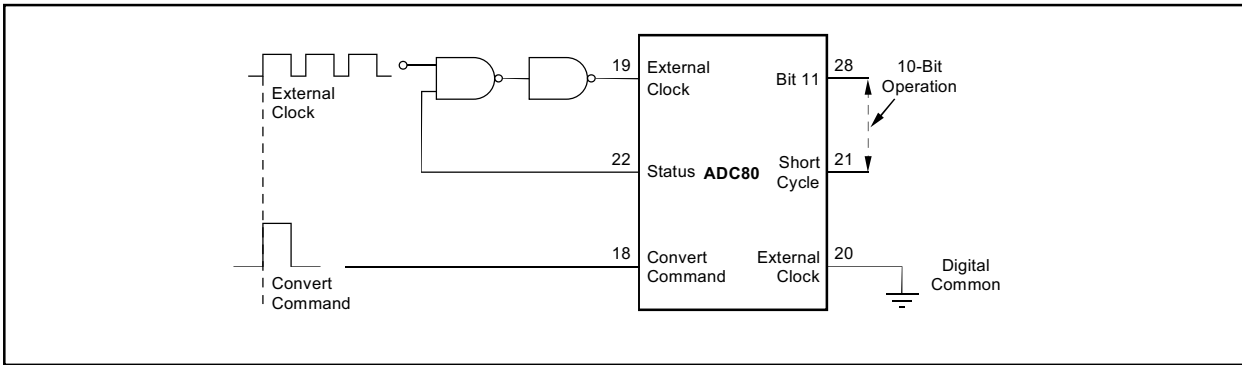 External
Clock
Convert
Command
19
External
Clock
22
Status ADC80
18
Convert
Command
Bit 11
28
Short
Cycle
21
External
Clock
20
10-Bit
Operation
Digital
Common